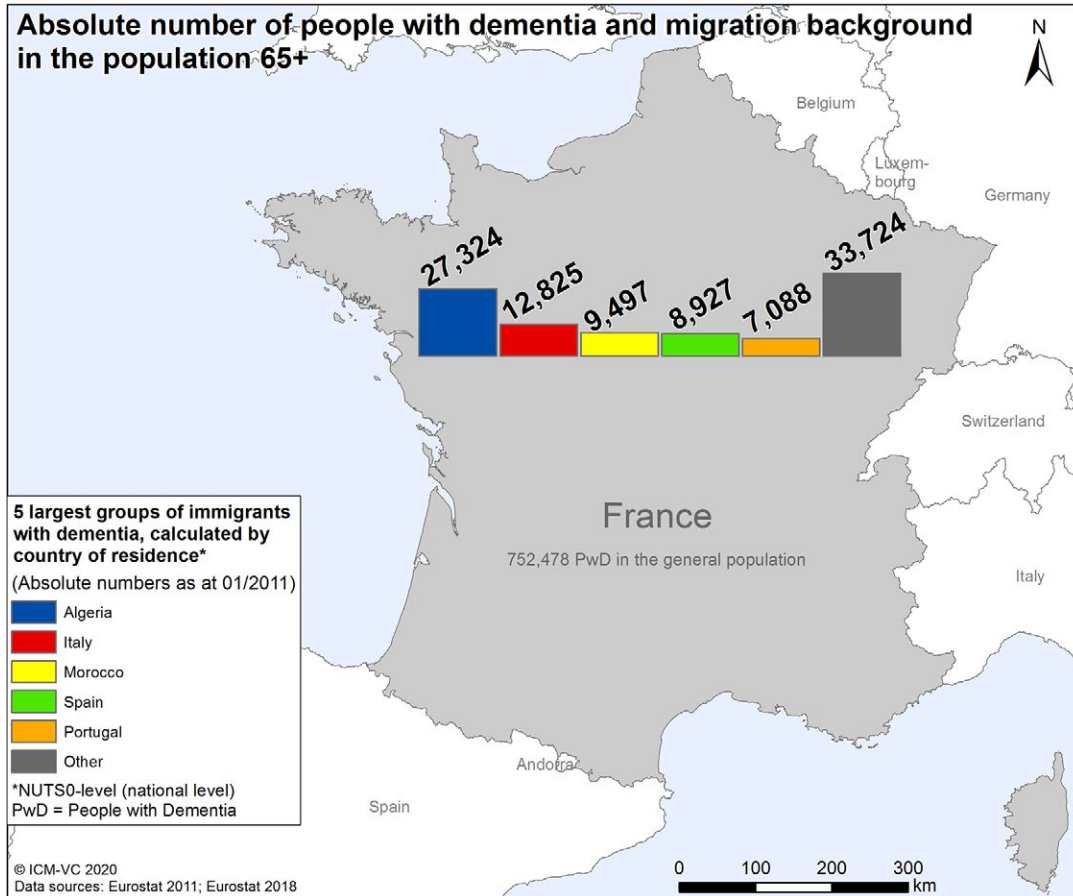 Absolute number of people with dementia and migration background
in the population 65+
N
Belgium
Luxem-
bourg
Germany
27,324
12,825
9,497
8,927
7,088
33,724
Switzerland
France
752,478 PwD in the general population
Italy
5 largest groups of immigrants
with dementia, calculated by
country of residence*
(Absolute numbers as at 01/2011)
Algeria
Italy
Morocco
Spain
Portugal
Other
*NUTS0-level (national level)
PwD = People with Dementia
Andorra
Spain
© ICM-VC 2020
Data sources: Eurostat 2011; Eurostat 2018
0 100 200 300
km